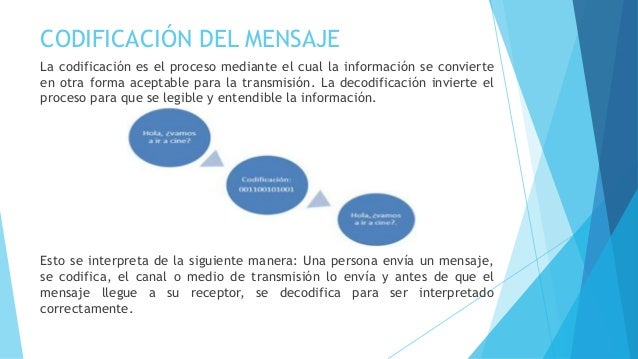 CODIFICACIÓN DEL MENSAJE
La codificación es el proceso mediante el cual la información se convierte
en otra forma aceptable para la transmisión. La decodificación invierte el
proceso para que se legible y entendible la información.
Hola, ¿vamos
a ir a cine?
Codificación:
001100101001
Hola, ¿vamos
a ir a cine?.
Esto se interpreta de la siguiente manera: Una persona envía un mensaje,
se codifica, el canal o medio de transmisión lo envía y antes de que el
mensaje llegue a su receptor, se decodifica para ser interpretado
correctamente.